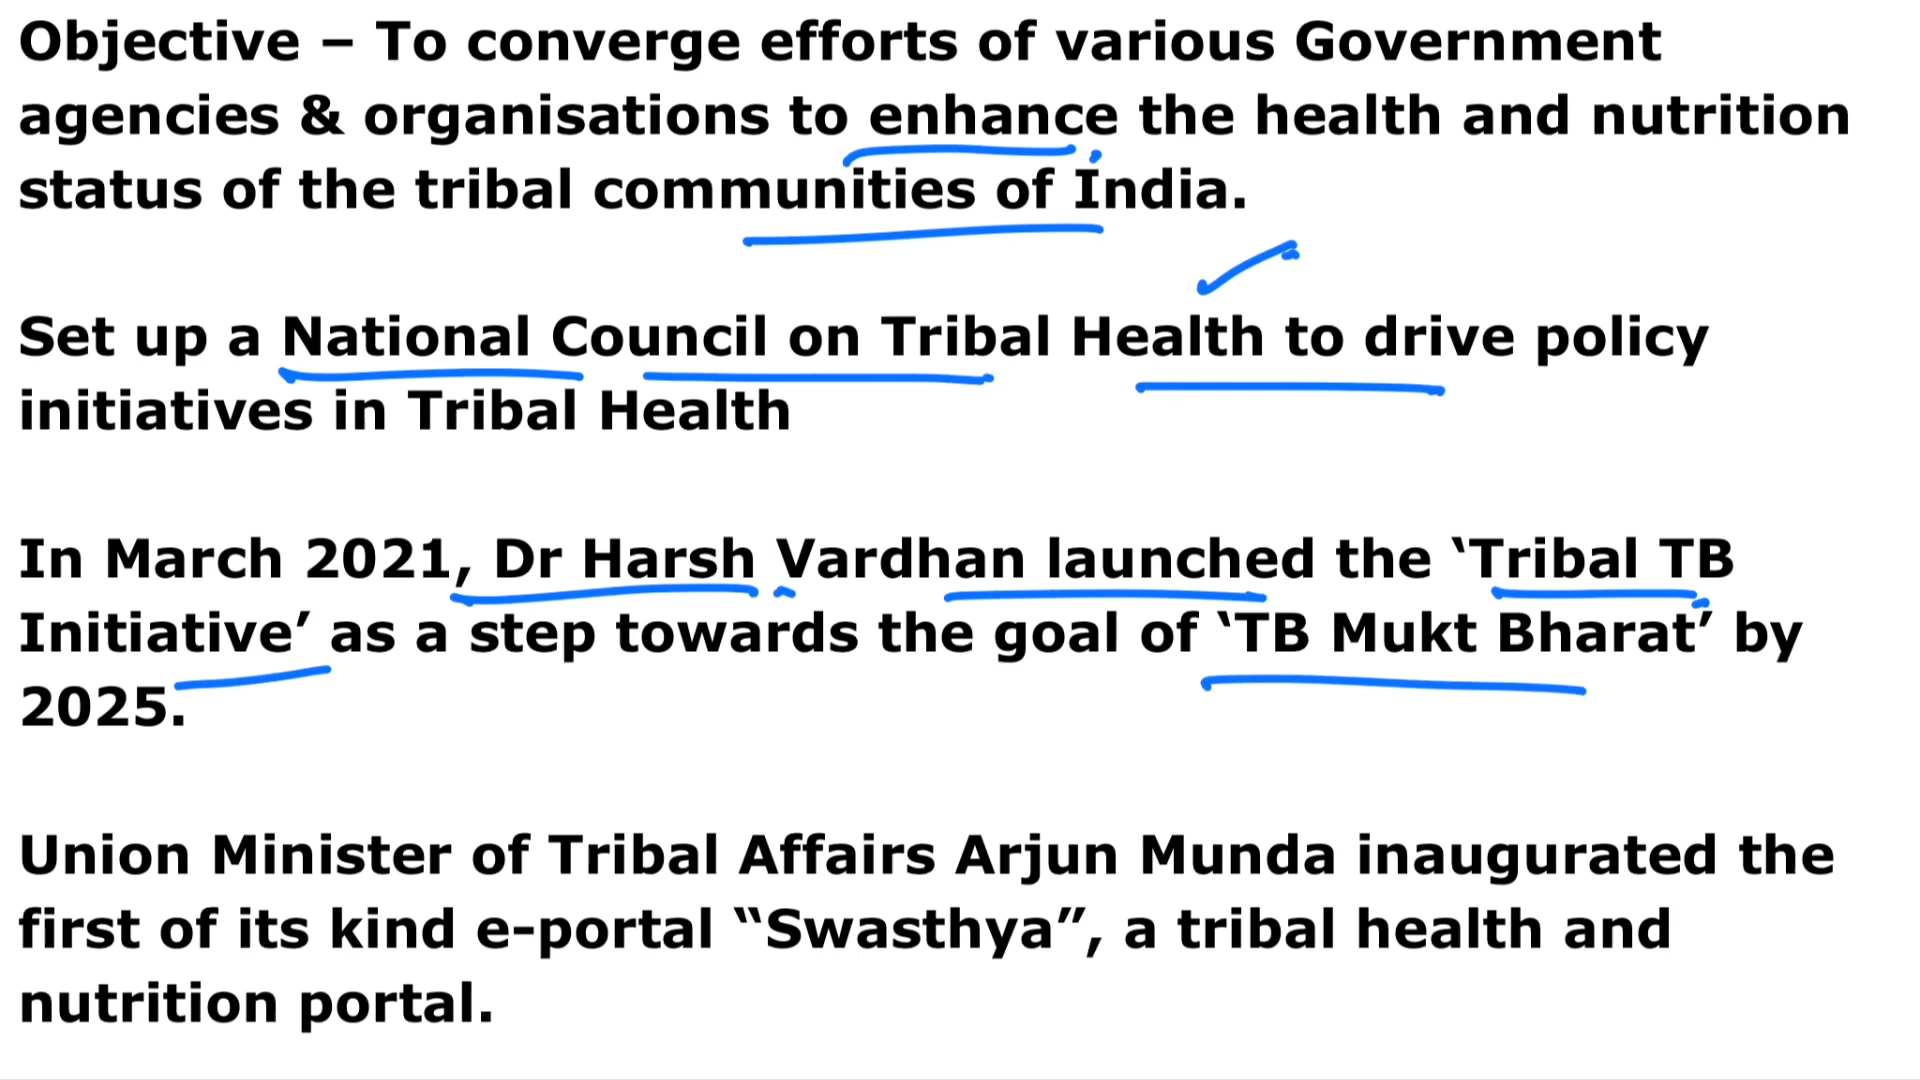 Objective – To converge efforts of various Government
agencies & organisations to enhance the health and nutrition
status of the tribal communities of India.
Set up a National Council on Tribal Health to drive policy
initiatives in Tribal Health
In March 2021, Dr Harsh Vardhan launched the ‘Tribal TB
Initiative’ as a step towards the goal of ‘TB Mukt Bharat’ by
2025.
Union Minister of Tribal Affairs Arjun Munda inaugurated the
first of its kind e-portal “Swasthya”, a tribal health and
nutrition portal.